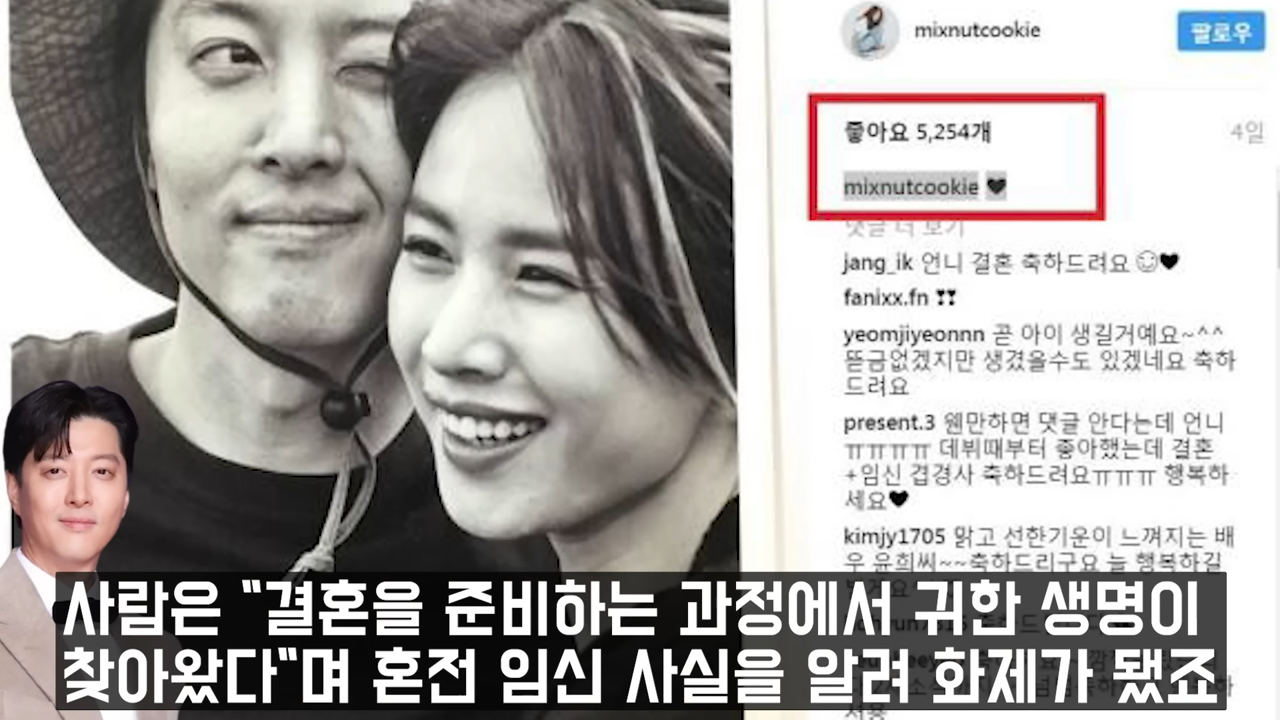 mixnutcookie
팔로우
좋아요 5,254개
4일
mixnutcookie ♥
댓글 더 보기
jang_ik 언니 결혼 축하드려요☺♥
fanixx.fn ❣❣
yeomjiyeonnn 곧 아이 생길거예요~^^
뜬금없겠지만 생겼을수도 있겠네요 축하
드려요
present.3 웬만하면 댓글 안다는데 언니
ㅠㅠㅠㅠ 데뷔때부터 좋아했는데 결혼
+임신 겹경사 축하드려요ㅠㅠㅠ 행복하
세요♥
kimjy1705 맑고 선한기운이 느껴지는 배
우 윤희씨~~축하드리구요 늘 행복하길
사람은 "결혼을 준비하는 과정에서 귀한 생명이
찾아왔다"며 혼전 임신 사실을 알려 화제가 됐죠